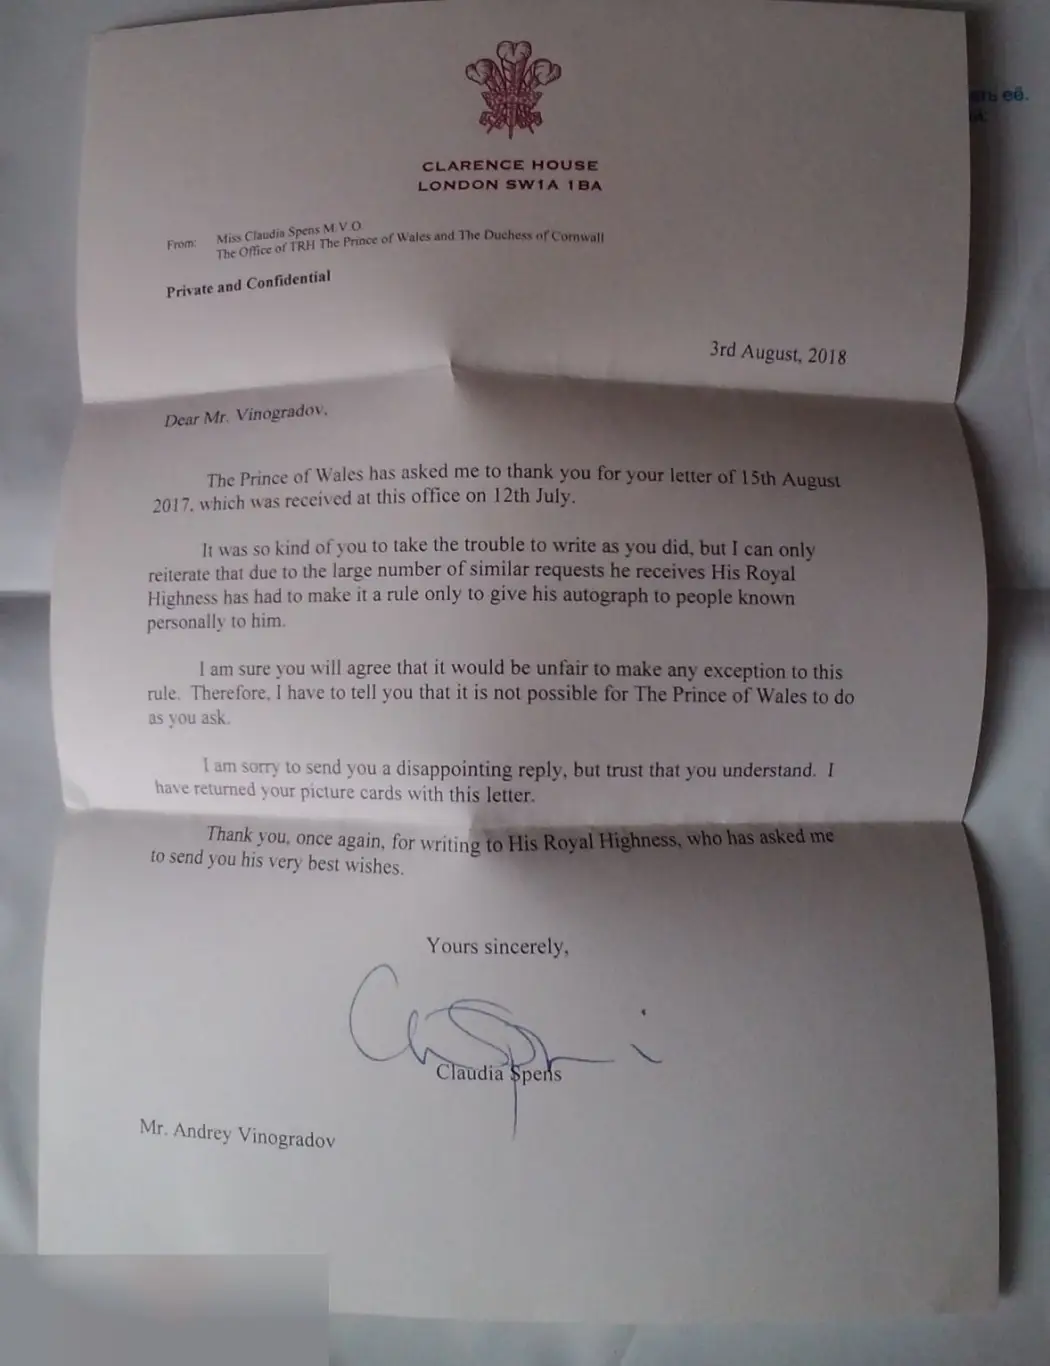 CLARENCE HOUSE
LONDON SW1A 1BA
From: Miss Claudia Spens M.V.O.
The Office of TRH The Prince of Wales and The Duchess of Cornwall
Private and Confidential
3rd August, 2018
Dear Mr. Vinogradov,
The Prince of Wales has asked me to thank you for your letter of 15th August
2017, which was received at this office on 12th July.
It was so kind of you to take the trouble to write as you did, but I can only
reiterate that due to the large number of similar requests he receives His Royal
Highness has had to make it a rule only to give his autograph to people known
personally to him.
I am sure you will agree that it would be unfair to make any exception to this
rule. Therefore, I have to tell you that it is not possible for The Prince of Wales to do
as you ask.
I am sorry to send you a disappointing reply, but trust that you understand. I
have returned your picture cards with this letter.
Thank you, once again, for writing to His Royal Highness, who has asked me
to send you his very best wishes.
Yours sincerely,
Claudia Spens
Mr. Andrey Vinogradov
её.